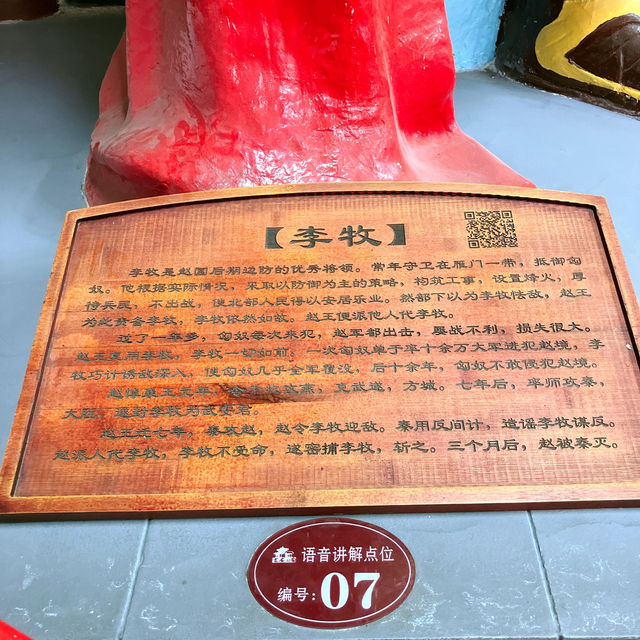 【李牧】
李牧是赵国后期边防的优秀将领。常年守卫在雁门一带，抵御匈
奴。他根据实际情况，采取以防御为主的策略，构筑工事，设置烽火，厚
待兵民，不出战，使北部人民得以安居乐业。然部下以为李牧怯敌，赵王
为此责备李牧，李牧依然如故。赵王便派他人代李牧。
过了一年多，匈奴每次来犯，赵军都出击，屡战不利，损失很大。
赵王复用李牧，李牧一切如前。一次匈奴单于率十余万大军进犯赵境，李
牧巧计诱敌深入，使匈奴几乎全军覆没，后十余年，匈奴不敢侵犯赵境。
赵悼襄王元年，命李牧攻燕，克武遂，方城。七年后，率师攻秦，
大胜，遂封李牧为武安君。
赵王迁七年，秦攻赵，赵令李牧迎敌。秦用反间计，造谣李牧谋反。
赵派人代李牧，李牧不受命，遂密捕李牧，斩之。三个月后，赵被秦灭。
语音讲解点位
编号：07